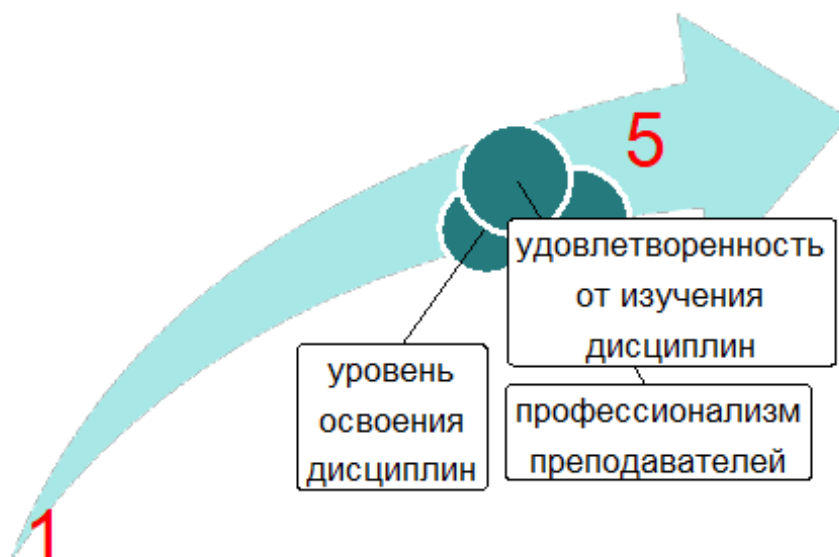 5
удовлетворенность
от изучения
дисциплин
уровень
освоения
дисциплин
профессионализм
преподавателей
1